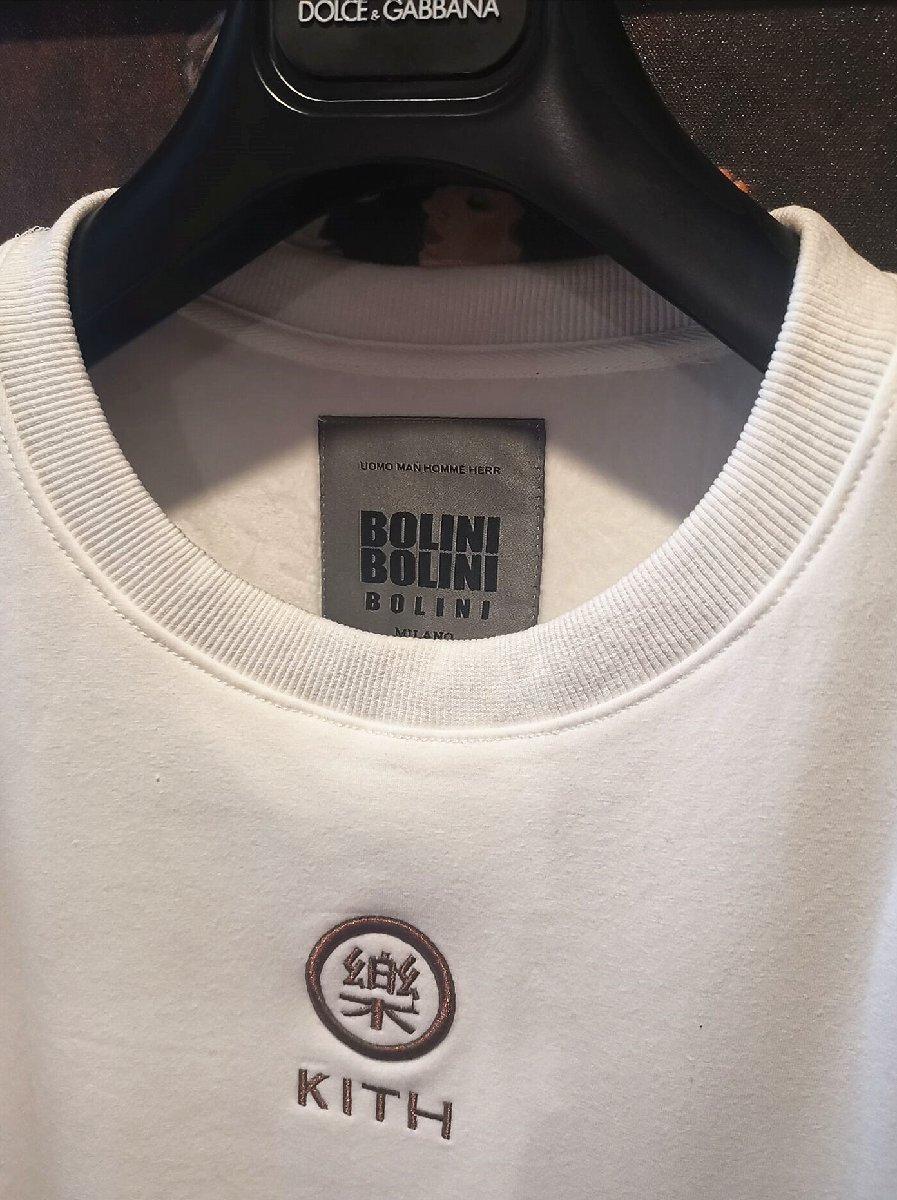 DOLCE & GABBANA
UOMO MAN HOMME HERR
BOLINI
BOLINI
BOLINI
MILANO
樂
KITH